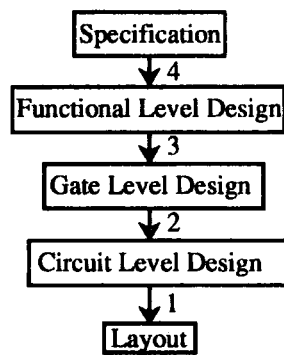 Specification
4
Functional Level Design
3
Gate Level Design
2
Circuit Level Design
1
Layout